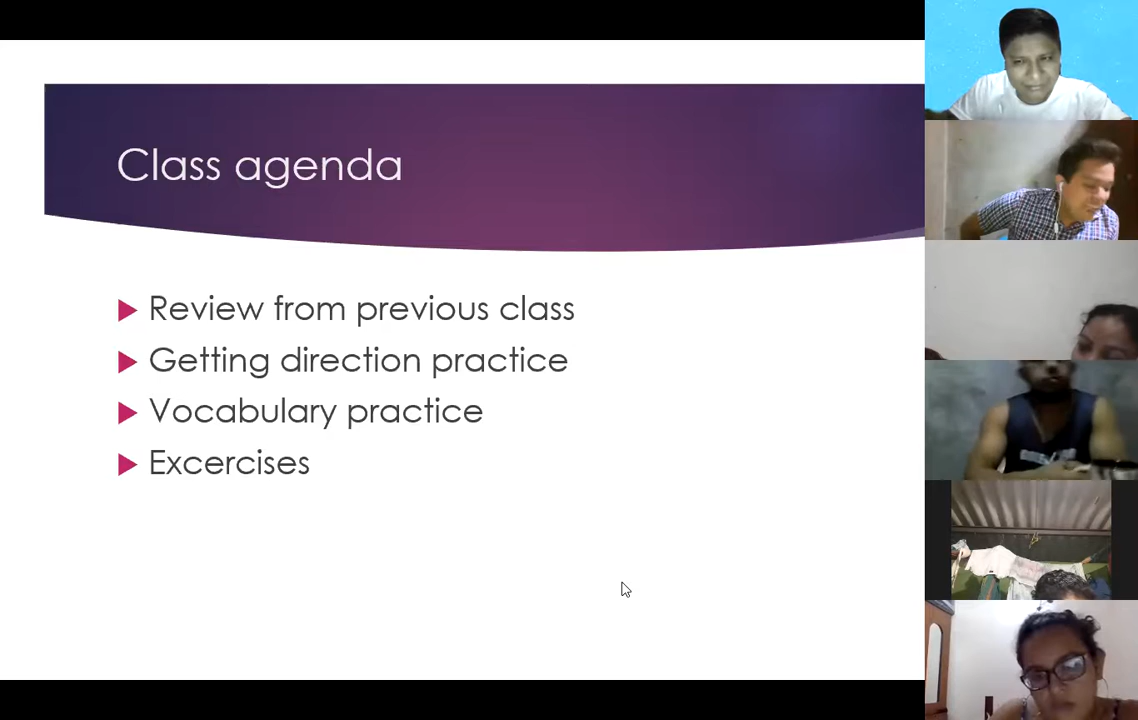 Class agenda
Review from previous class
Getting direction practice
Vocabulary practice
Excercises